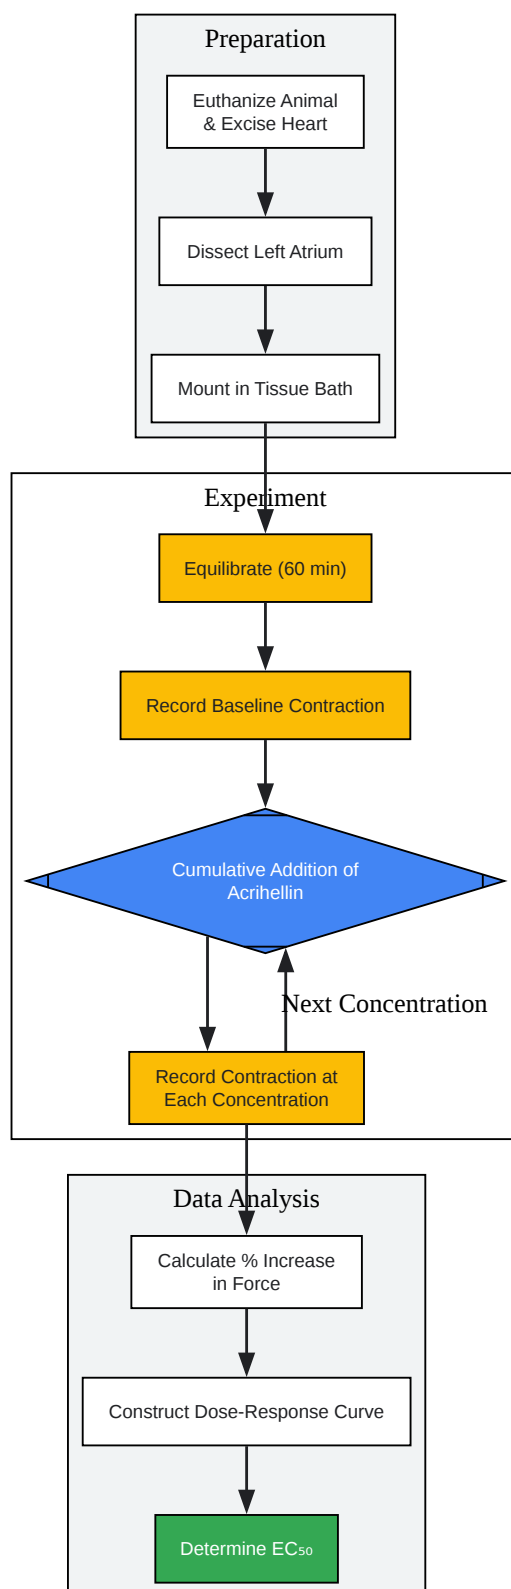 Preparation
Euthanize Animal
& Excise Heart
Dissect Left Atrium
Mount in Tissue Bath
Experiment
Equilibrate (60 min)
Record Baseline Contraction
Cumulative Addition of
Acrihellin
Next Concentration
Record Contraction at
Each Concentration
Data Analysis
Calculate % Increase
in Force
Construct Dose-Response Curve
Determine EC₅₀